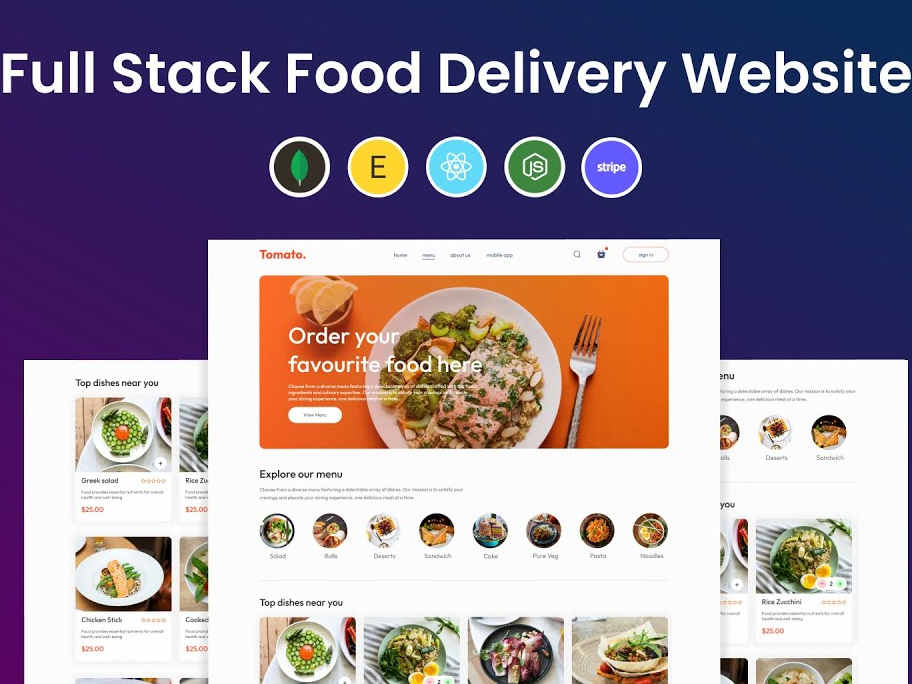 Full Stack Food Delivery Website
E
JS
stripe
Tomato.
home menu about us mobile app
sign in
Order your
favourite food here
Choose from a diverse menu featuring a delectable array of dishes crafted with the finest
ingredients and culinary expertise. Our mission is to satisfy your cravings and elevate
your dining experience, one delicious meal at a time.
View Menu
Explore our menu
Choose from a diverse menu featuring a delectable array of dishes. Our mission is to satisfy your
cravings and elevate your dining experience, one delicious meal at a time.
Salad Rolls Deserts Sandwich Cake Pure Veg Pasta Noodles
Top dishes near you
2
Top dishes near you
Greek salad Rice Zu
Food provides essential nutrients for overall
health and well-being
$25.00 $25.0
Chicken Stick Cooked
Food provides essential nutrients for overall
health and well-being
$25.00 $25.0
enu
turing a delectable array of dishes. Our mission is to satisfy your
experience, one delicious meal at a time.
olls Deserts Sandwich
you
2
Rice Zucchini
Food provides essential nutrients for overall
health and well-being
$25.00